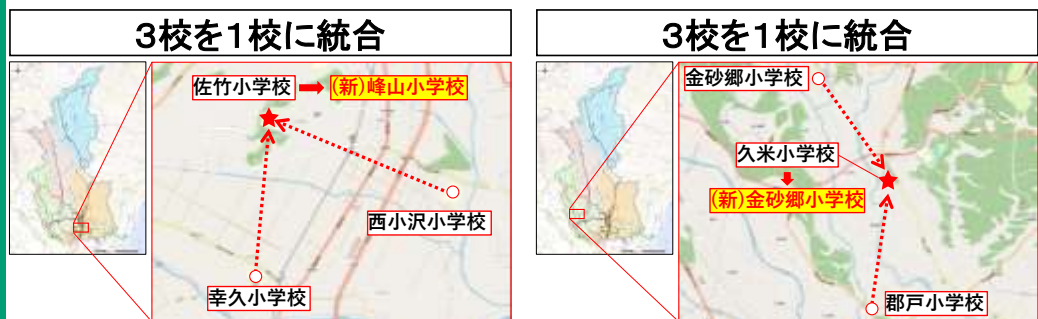 3校を1校に統合
佐竹小学校
(新)峰山小学校
西小沢小学校
幸久小学校
3校を1校に統合
金砂郷小学校
久米小学校
(新)金砂郷小学校
郡戸小学校